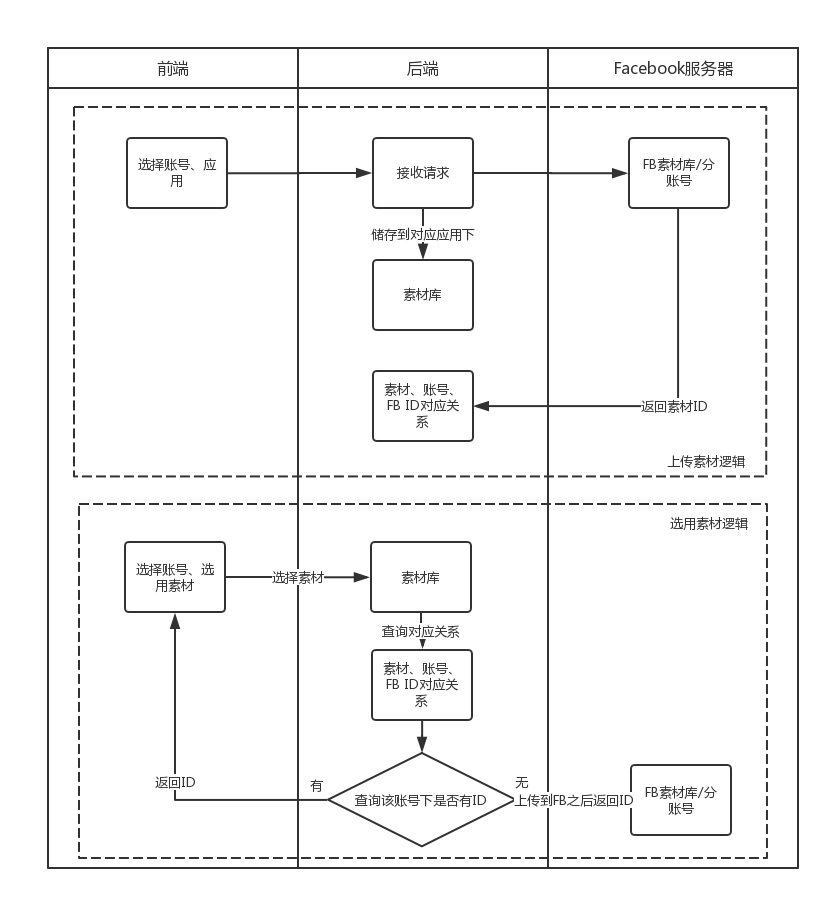 前端
后端
Facebook服务器
选择账号、应
用
接收请求
FB素材库/分
账号
储存到对应应用下
素材库
素材、账号、
FB ID对应关
系
返回素材ID
上传素材逻辑
选用素材逻辑
选择账号、选
用素材
选择素材
素材库
查询对应关系
素材、账号、
FB ID对应关
系
返回ID
有
查询该账号下是否有ID
无
上传到FB之后返回ID
FB素材库/分
账号